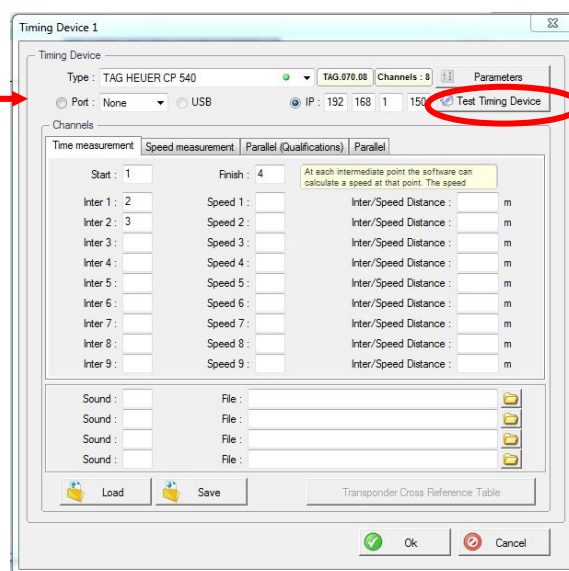 Timing Device 1
Timing Device
Type : TAG HEUER CP 540 TAG.070.08 Channels : 8 Parameters
Port : None USB IP : 192 168 1 150 Test Timing Device
Channels
Time measurement Speed measurement Parallel (Qualifications) Parallel
Start : 1 Finish : 4 At each intermediate point the software can
calculate a speed at that point. The speed
Inter 1 : 2 Speed 1 : Inter/Speed Distance : m
Inter 2 : 3 Speed 2 : Inter/Speed Distance : m
Inter 3 : Speed 3 : Inter/Speed Distance : m
Inter 4 : Speed 4 : Inter/Speed Distance : m
Inter 5 : Speed 5 : Inter/Speed Distance : m
Inter 6 : Speed 6 : Inter/Speed Distance : m
Inter 7 : Speed 7 : Inter/Speed Distance : m
Inter 8 : Speed 8 : Inter/Speed Distance : m
Inter 9 : Speed 9 : Inter/Speed Distance : m
Sound : File :
Sound : File :
Sound : File :
Sound : File :
Load Save Transponder Cross Reference Table
Ok Cancel